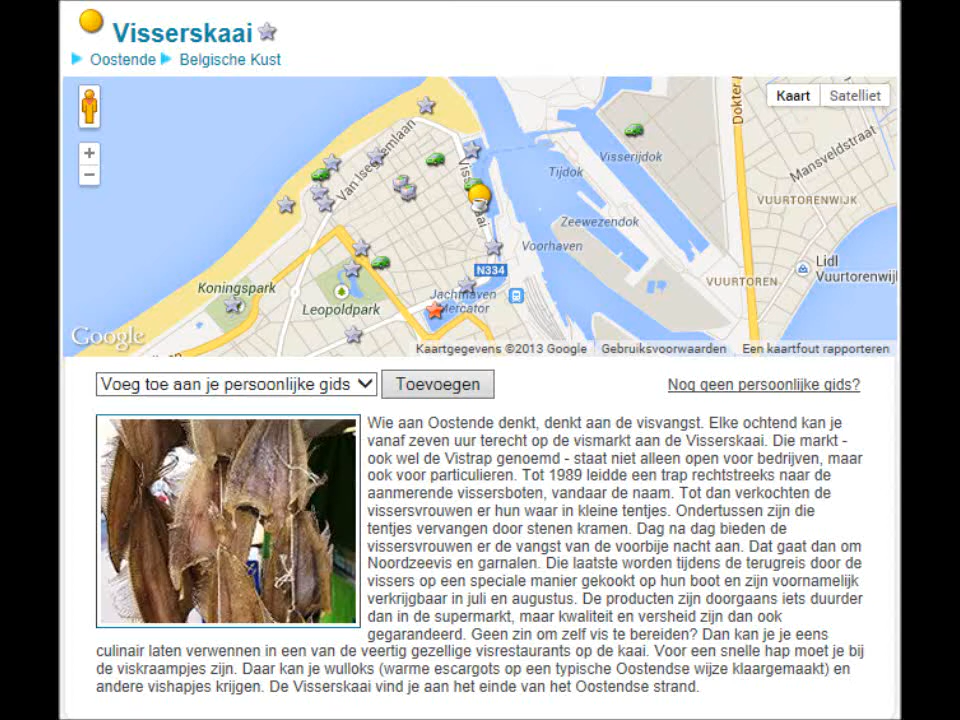 Visserskaai
Oostende Belgische Kust
Kaart Satelliet
Dokter
Mansveldstraat
Van Iseghemlaan
Visserijdok
Tijdok
VUURTORENWIJK
Zeewezendok
Voorhaven
Lidl
Vuurtorenwij
N334
VUURTOREN
Koningspark
Leopoldpark
Jachthaven
Mercator
Google
Kaartgegevens ©2013 Google Gebruiksvoorwaarden Een kaartfout rapporteren
Voeg toe aan je persoonlijke gids Toevoegen Nog geen persoonlijke gids?
Wie aan Oostende denkt, denkt aan de visvangst. Elke ochtend kan je
vanaf zeven uur terecht op de vismarkt aan de Visserskaai. Die markt -
ook wel de Vistrap genoemd - staat niet alleen open voor bedrijven, maar
ook voor particulieren. Tot 1989 leidde een trap rechtstreeks naar de
aanmerende vissersboten, vandaar de naam. Tot dan verkochten de
vissersvrouwen er hun waar in kleine tentjes. Ondertussen zijn die
tentjes vervangen door stenen kramen. Dag na dag bieden de
vissersvrouwen er de vangst van de voorbije nacht aan. Dat gaat dan om
Noordzeevis en garnalen. Die laatste worden tijdens de terugreis door de
vissers op een speciale manier gekookt op hun boot en zijn voornamelijk
verkrijgbaar in juli en augustus. De producten zijn doorgaans iets duurder
dan in de supermarkt, maar kwaliteit en versheid zijn dan ook
gegarandeerd. Geen zin om zelf vis te bereiden? Dan kan je je eens
culinair laten verwennen in een van de veertig gezellige visrestaurants op de kaai. Voor een snelle hap moet je bij
de viskraampjes zijn. Daar kan je wulloks (warme escargots op een typische Oostendse wijze klaargemaakt) en
andere vishapjes krijgen. De Visserskaai vind je aan het einde van het Oostendse strand.